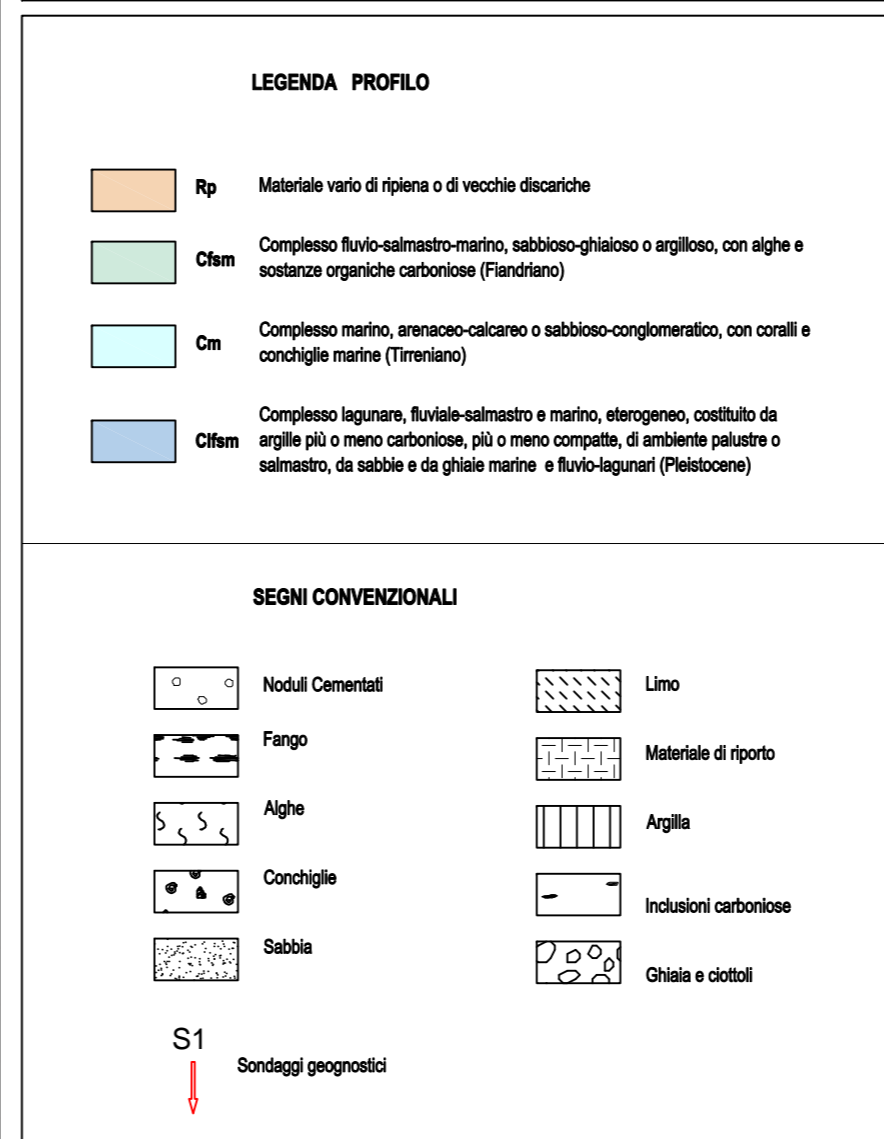 LEGENDA PROFILO
Rp
Materiale vario di ripiena o di vecchie discariche
Cfsm
Complesso fluvio-salmastro-marino, sabbioso-ghiaioso o argilloso, con alghe e
sostanze organiche carboniose (Fiandriano)
Cm
Complesso marino, arenaceo-calcareo o sabbioso-conglomeratico, con coralli e
conchiglie marine (Tirreniano)
Clfsm
Complesso lagunare, fluviale-salmastro e marino, eterogeneo, costituito da
argille più o meno carboniose, più o meno compatte, di ambiente palustre o
salmastro, da sabbie e da ghiaie marine e fluvio-lagunari (Pleistocene)
SEGNI CONVENZIONALI
Noduli Cementati
Fango
Alghe
Conchiglie
Sabbia
Limo
Materiale di riporto
Argilla
Inclusioni carboniose
Ghiaia e ciottoli
S1
Sondaggi geognostici